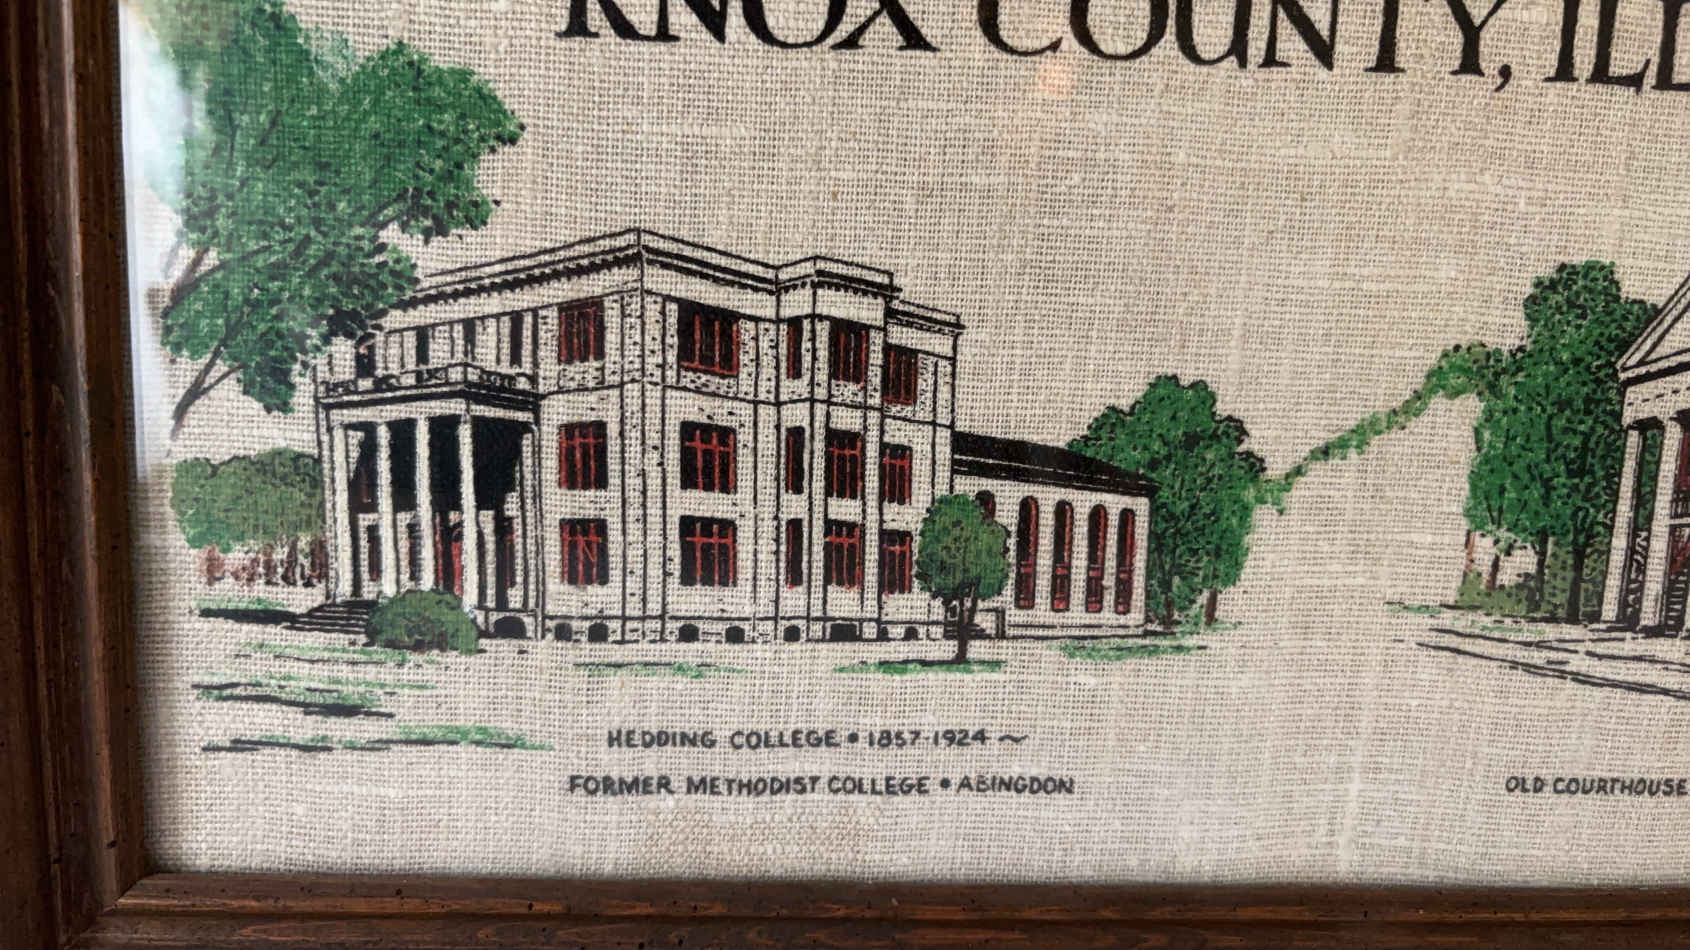 KNOX COUNTY, ILL
HEDDING COLLEGE • 1857-1924 ~
FORMER METHODIST COLLEGE • ABINGDON
OLD COURTHOUSE